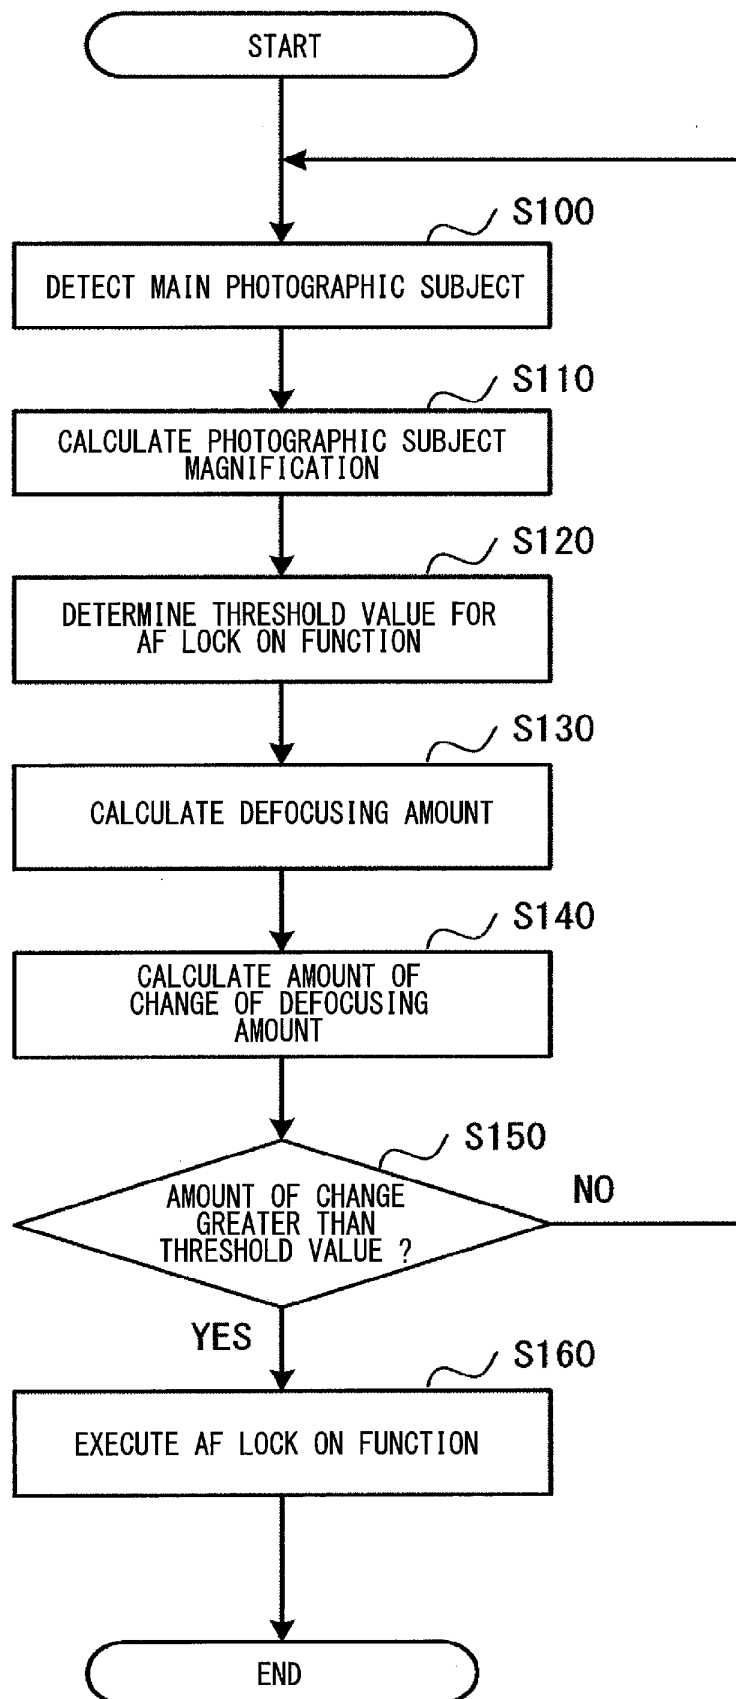 START
S100
DETECT MAIN PHOTOGRAPHIC SUBJECT
S110
CALCULATE PHOTOGRAPHIC SUBJECT
MAGNIFICATION
S120
DETERMINE THRESHOLD VALUE FOR
AF LOCK ON FUNCTION
S130
CALCULATE DEFOCUSING AMOUNT
S140
CALCULATE AMOUNT OF
CHANGE OF DEFOCUSING
AMOUNT
S150
AMOUNT OF CHANGE
GREATER THAN
THRESHOLD VALUE ?
NO
YES
S160
EXECUTE AF LOCK ON FUNCTION
END